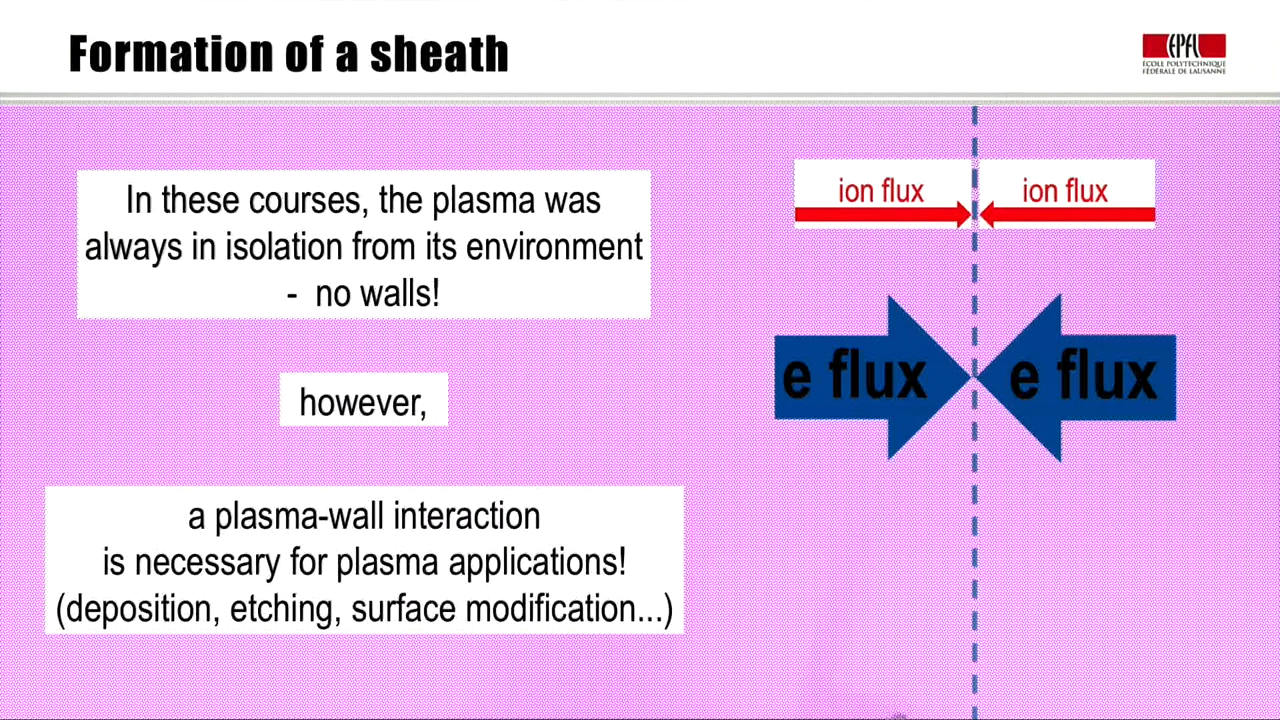 Formation of a sheath
EPFL
ÉCOLE POLYTECHNIQUE
FÉDÉRALE DE LAUSANNE
In these courses, the plasma was
always in isolation from its environment
- no walls!
however,
a plasma-wall interaction
is necessary for plasma applications!
(deposition, etching, surface modification...)
ion flux
ion flux
e flux
e flux